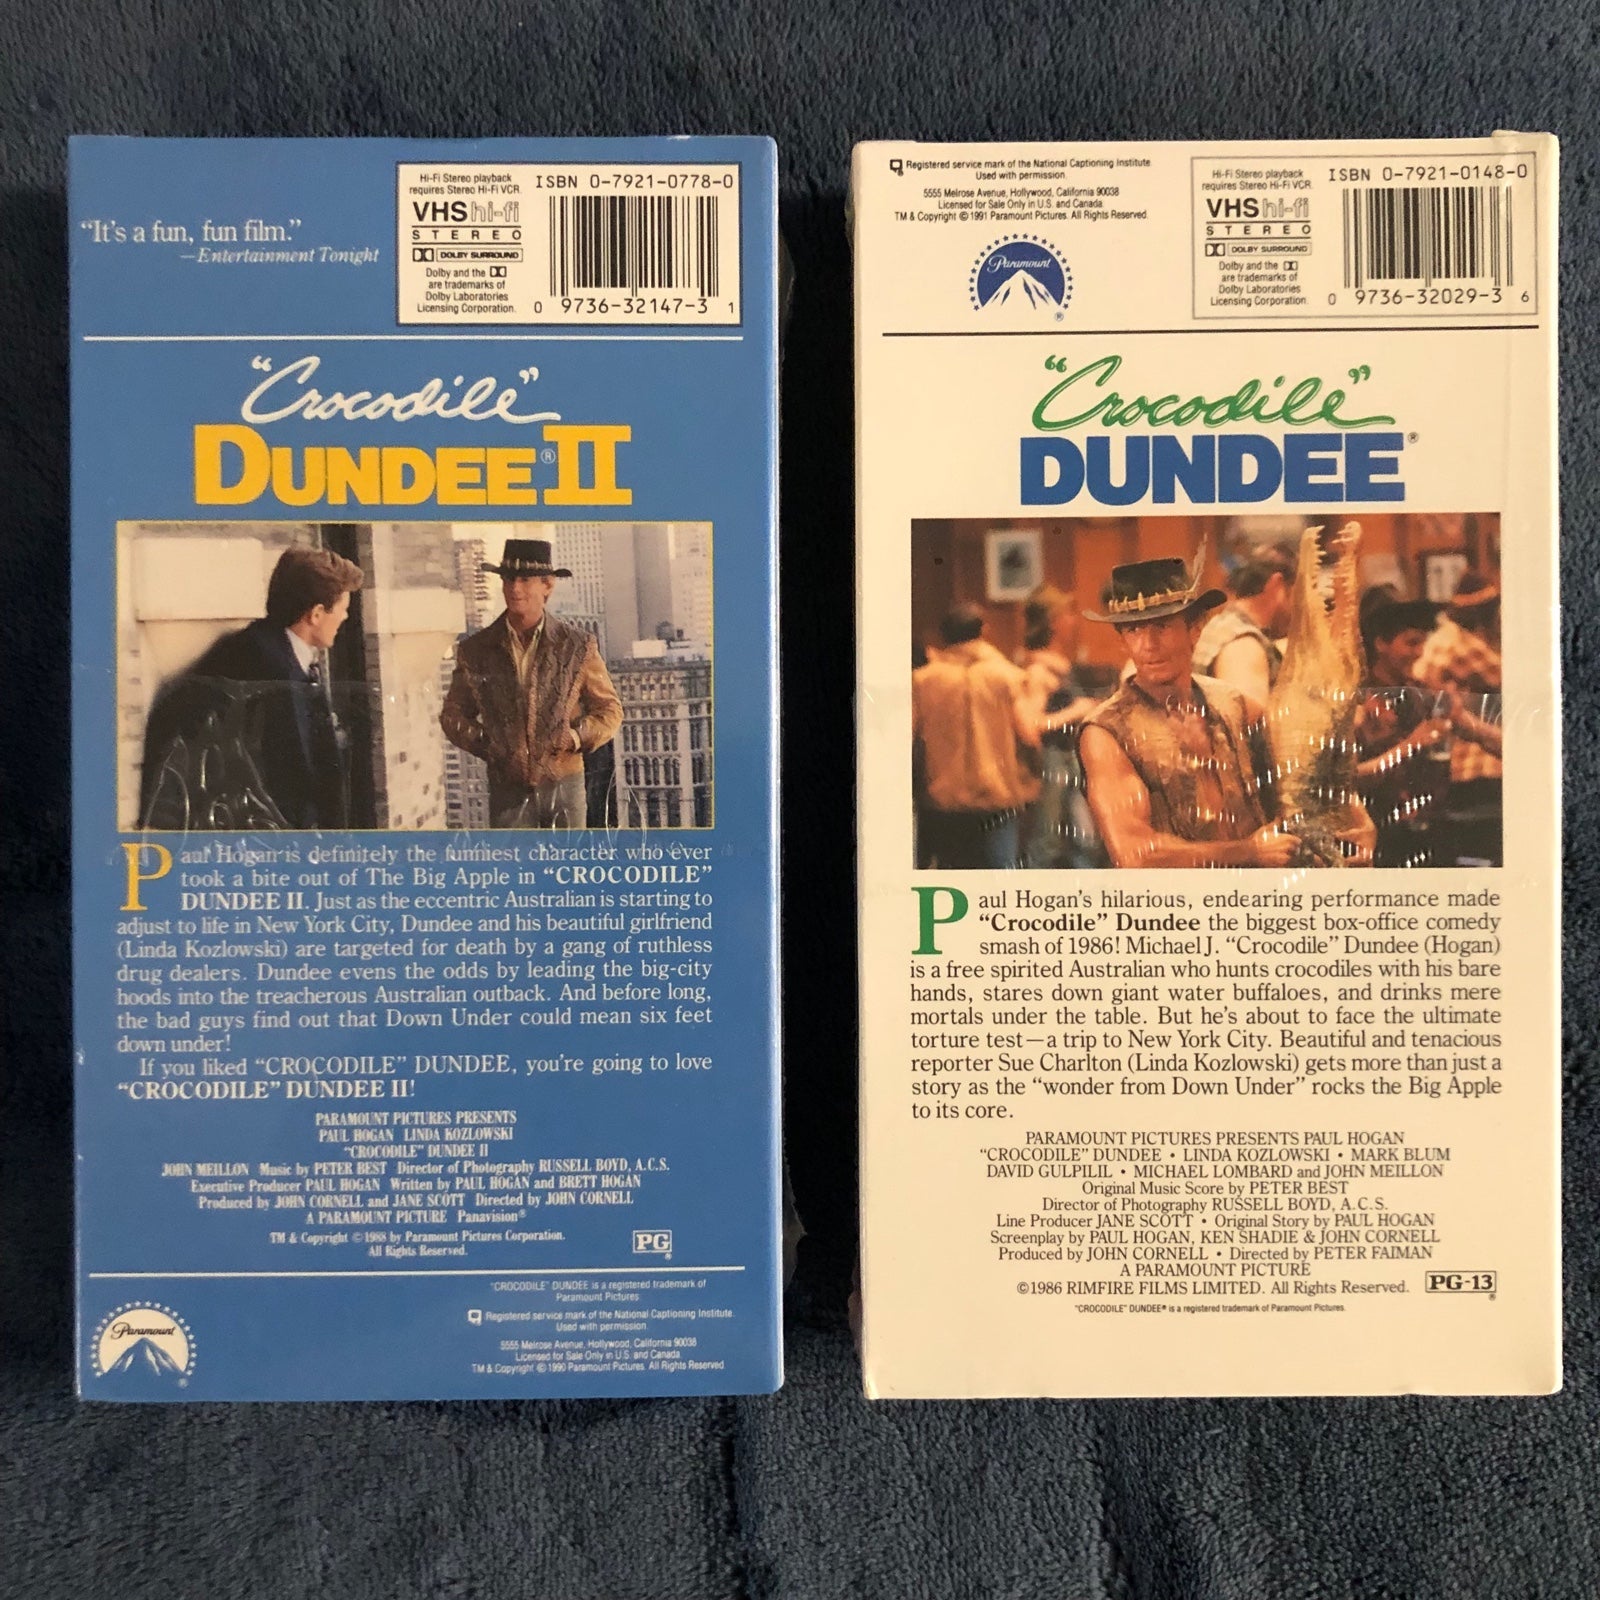 "It's a fun, fun film."
—Entertainment Tonight
Hi-Fi Stereo playback
requires Stereo Hi-Fi VCR.
VHS hi-fi
STEREO
DOLBY SURROUND
Dolby and the
are trademarks of
Dolby Laboratories
Licensing Corporation.
ISBN 0-7921-0778-0
0 9736-32147-3 1
"Crocodile"
DUNDEE® II
Paul Hogan is definitely the funniest character who ever
took a bite out of The Big Apple in "CROCODILE"
DUNDEE II. Just as the eccentric Australian is starting to
adjust to life in New York City, Dundee and his beautiful girlfriend
(Linda Kozlowski) are targeted for death by a gang of ruthless
drug dealers. Dundee evens the odds by leading the big-city
hoods into the treacherous Australian outback. And before long,
the bad guys find out that Down Under could mean six feet
down under!
If you liked "CROCODILE" DUNDEE, you're going to love
"CROCODILE" DUNDEE II!
PARAMOUNT PICTURES PRESENTS
PAUL HOGAN LINDA KOZLOWSKI
"CROCODILE" DUNDEE II
JOHN MEILLON Music by PETER BEST Director of Photography RUSSELL BOYD, A.C.S.
Executive Producer PAUL HOGAN Written by PAUL HOGAN and BRETT HOGAN
Produced by JOHN CORNELL and JANE SCOTT Directed by JOHN CORNELL
A PARAMOUNT PICTURE Panavision®
TM & Copyright © 1988 by Paramount Pictures Corporation.
All Rights Reserved.
PG
"CROCODILE" DUNDEE is a registered trademark of
Paramount Pictures.
Registered service mark of the National Captioning Institute.
Used with permission.
5555 Melrose Avenue, Hollywood, California 90038
Licensed for Sale Only in U.S. and Canada.
TM & Copyright © 1990 Paramount Pictures. All Rights Reserved.
Paramount
®
Registered service mark of the National Captioning Institute.
Used with permission.
5555 Melrose Avenue, Hollywood, California 90038
Licensed for Sale Only in U.S. and Canada.
TM & Copyright © 1991 Paramount Pictures. All Rights Reserved.
Paramount
®
Hi-Fi Stereo playback
requires Stereo Hi-Fi VCR.
VHS hi-fi
STEREO
DOLBY SURROUND
Dolby and the
are trademarks of
Dolby Laboratories
Licensing Corporation.
ISBN 0-7921-0148-0
0 9736-32029-3 6
"Crocodile"
DUNDEE®
Paul Hogan's hilarious, endearing performance made
"Crocodile" Dundee the biggest box-office comedy
smash of 1986! Michael J. "Crocodile" Dundee (Hogan)
is a free spirited Australian who hunts crocodiles with his bare
hands, stares down giant water buffaloes, and drinks mere
mortals under the table. But he's about to face the ultimate
torture test—a trip to New York City. Beautiful and tenacious
reporter Sue Charlton (Linda Kozlowski) gets more than just a
story as the "wonder from Down Under" rocks the Big Apple
to its core.
PARAMOUNT PICTURES PRESENTS PAUL HOGAN
"CROCODILE" DUNDEE • LINDA KOZLOWSKI • MARK BLUM
DAVID GULPILIL • MICHAEL LOMBARD and JOHN MEILLON
Original Music Score by PETER BEST
Director of Photography RUSSELL BOYD, A.C.S.
Line Producer JANE SCOTT • Original Story by PAUL HOGAN
Screenplay by PAUL HOGAN, KEN SHADIE & JOHN CORNELL
Produced by JOHN CORNELL • Directed by PETER FAIMAN
A PARAMOUNT PICTURE
©1986 RIMFIRE FILMS LIMITED. All Rights Reserved.
PG-13
®
"CROCODILE" DUNDEE® is a registered trademark of Paramount Pictures.